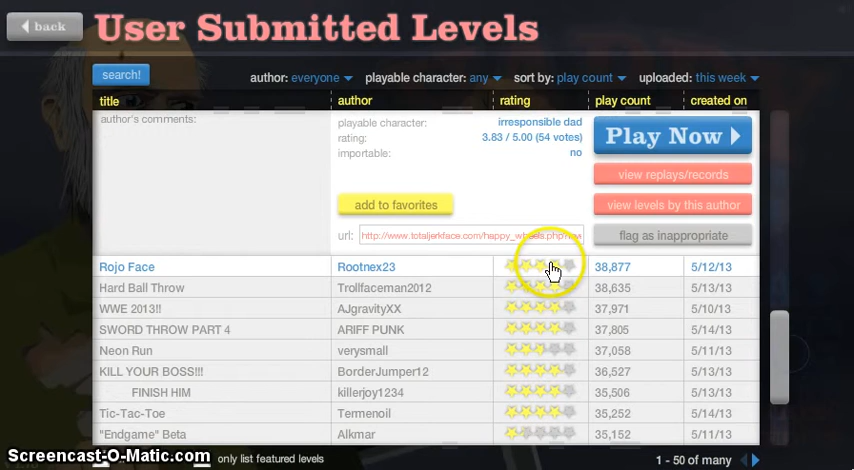 back
User Submitted Levels
search!
author: everyone playable character: any sort by: play count uploaded: this week
title author rating play count created on
author's comments:
playable character: irresponsible dad
rating: 3.83 / 5.00 (54 votes)
importable: no
Play Now
view replays/records
add to favorites
view levels by this author
url: http://www.totaljerkface.com/happy_wheels.php
flag as inappropriate
Rojo Face Rootnex23 38,877 5/12/13
Hard Ball Throw Trollfaceman2012 38,635 5/13/13
WWE 2013!! AJgravityXX 37,971 5/10/13
SWORD THROW PART 4 ARIFF PUNK 37,805 5/14/13
Neon Run verysmall 37,058 5/11/13
KILL YOUR BOSS!!! BorderJumper12 36,527 5/13/13
FINISH HIM killerjoy1234 35,506 5/13/13
Tic-Tac-Toe Termenoil 35,252 5/14/13
"Endgame" Beta Alkmar 35,152 5/11/13
Screencast-O-Matic.com only list featured levels 1 - 50 of many